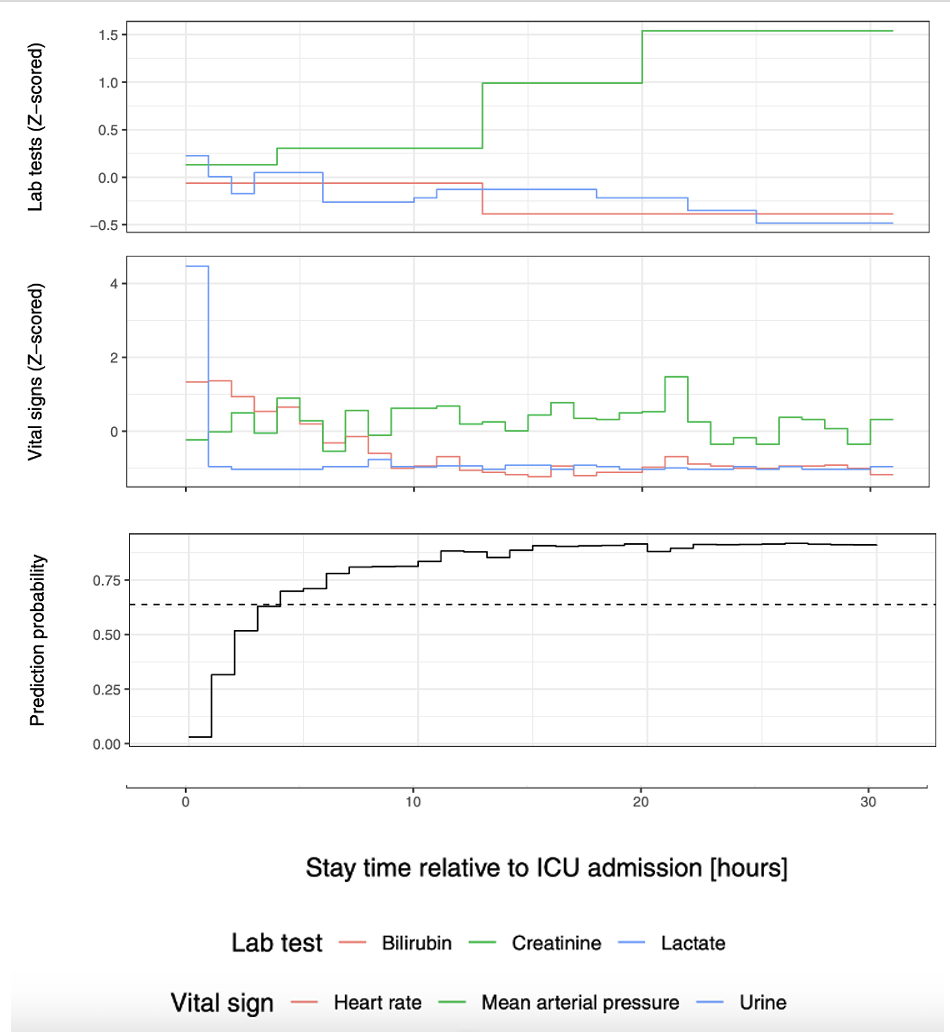 Lab tests (Z−scored)
1.5
1.0
0.5
0.0
−0.5
Vital signs (Z−scored)
4
2
0
Prediction probability
0.75
0.50
0.25
0.00
0 10 20 30
Stay time relative to ICU admission [hours]
Lab test Bilirubin Creatinine Lactate
Vital sign Heart rate Mean arterial pressure Urine